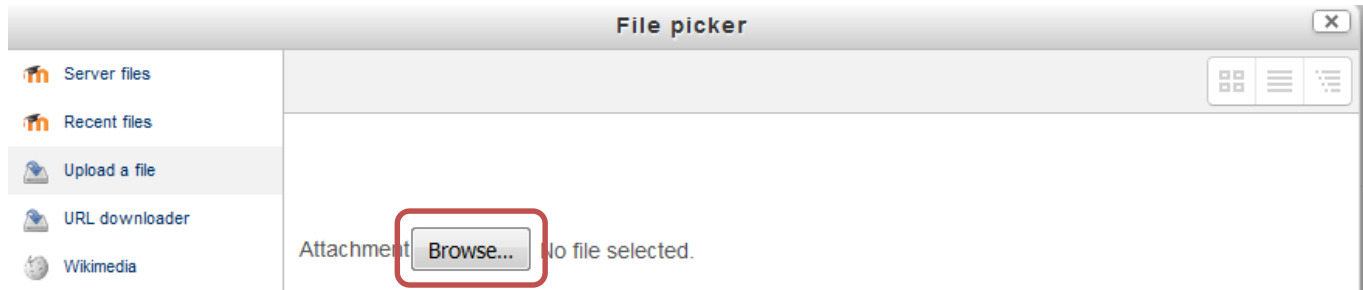 File picker
Server files
Recent files
Upload a file
URL downloader
Wikimedia
Attachment Browse... No file selected.